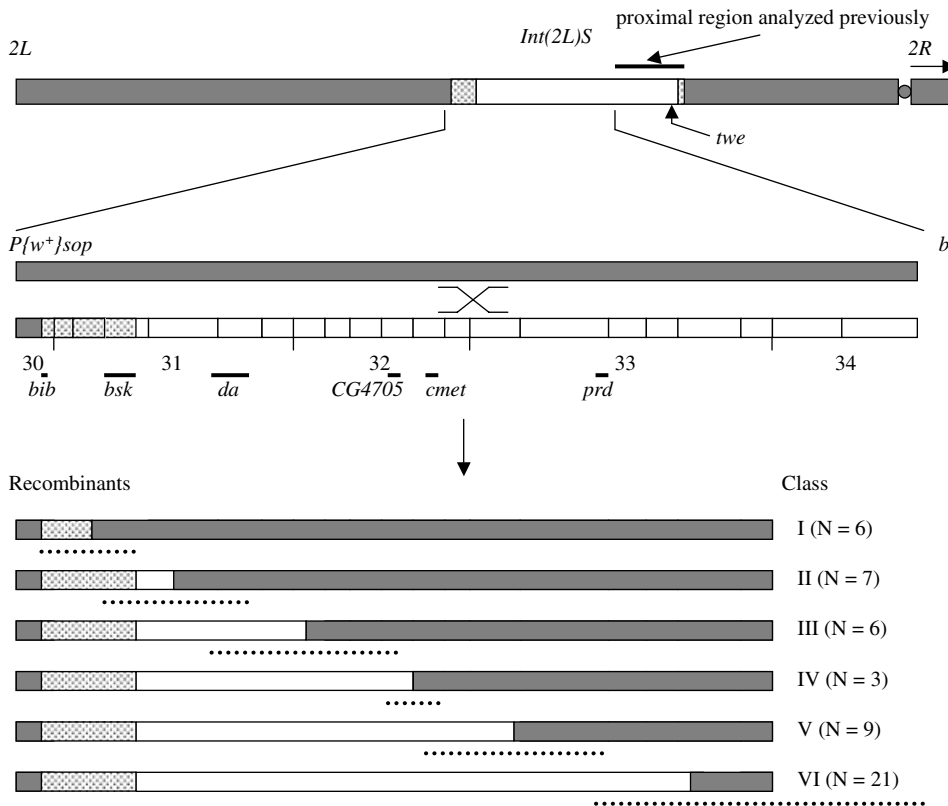 proximal region analyzed previously
Int(2L)S
2L
2R
twe
P{w+}sop
b
30 31 32 33 34
bib bsk da CG4705 cmet prd
Recombinants Class
I (N = 6)
II (N = 7)
III (N = 6)
IV (N = 3)
V (N = 9)
VI (N = 21)